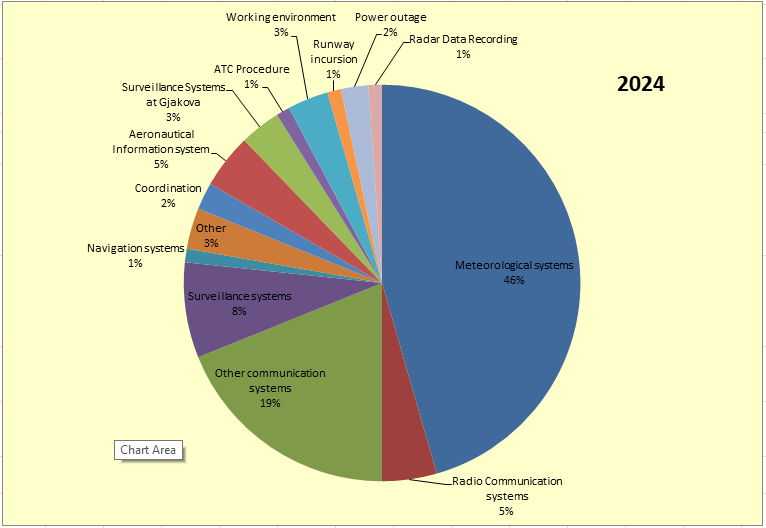 2024
Working environment
3%
Power outage
2%
Runway
incursion
1%
Radar Data Recording
1%
ATC Procedure
1%
Surveillance Systems
at Gjakova
3%
Aeronautical
Information system
5%
Coordination
2%
Other
3%
Navigation systems
1%
Surveillance systems
8%
Meteorological systems
46%
Other communication
systems
19%
Chart Area
Radio Communication
systems
5%